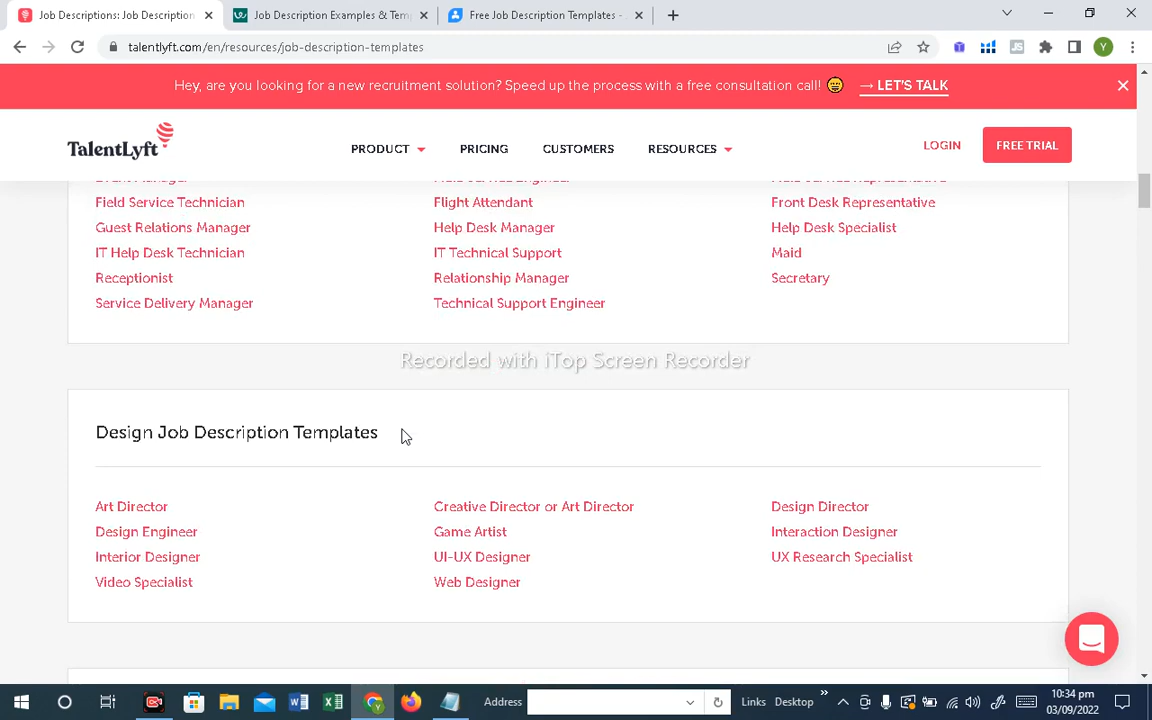 Job Descriptions: Job Description
Job Description Examples & Temp
Free Job Description Templates -
talentlyft.com/en/resources/job-description-templates
JS
Y
Hey, are you looking for a new recruitment solution? Speed up the process with a free consultation call! → LET'S TALK
TalentLyft
PRODUCT
PRICING
CUSTOMERS
RESOURCES
LOGIN
FREE TRIAL
Field Service Technician
Flight Attendant
Front Desk Representative
Guest Relations Manager
Help Desk Manager
Help Desk Specialist
IT Help Desk Technician
IT Technical Support
Maid
Receptionist
Relationship Manager
Secretary
Service Delivery Manager
Technical Support Engineer
Recorded with iTop Screen Recorder
Design Job Description Templates
Art Director
Creative Director or Art Director
Design Director
Design Engineer
Game Artist
Interaction Designer
Interior Designer
UI-UX Designer
UX Research Specialist
Video Specialist
Web Designer
Address
Links
Desktop
10:34 pm
03/09/2022